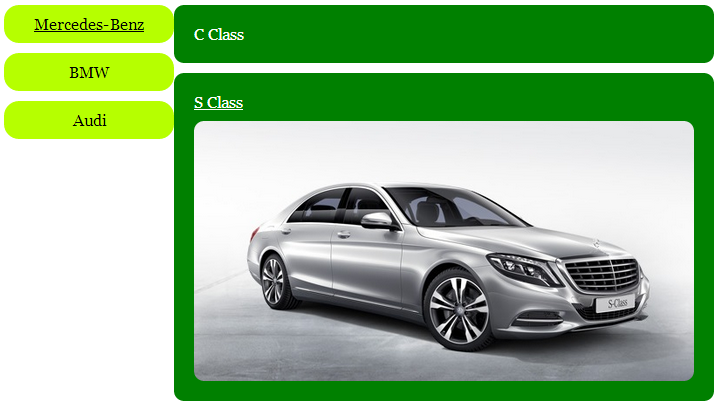 Mercedes-Benz
BMW
Audi
C Class
S Class
S-Class